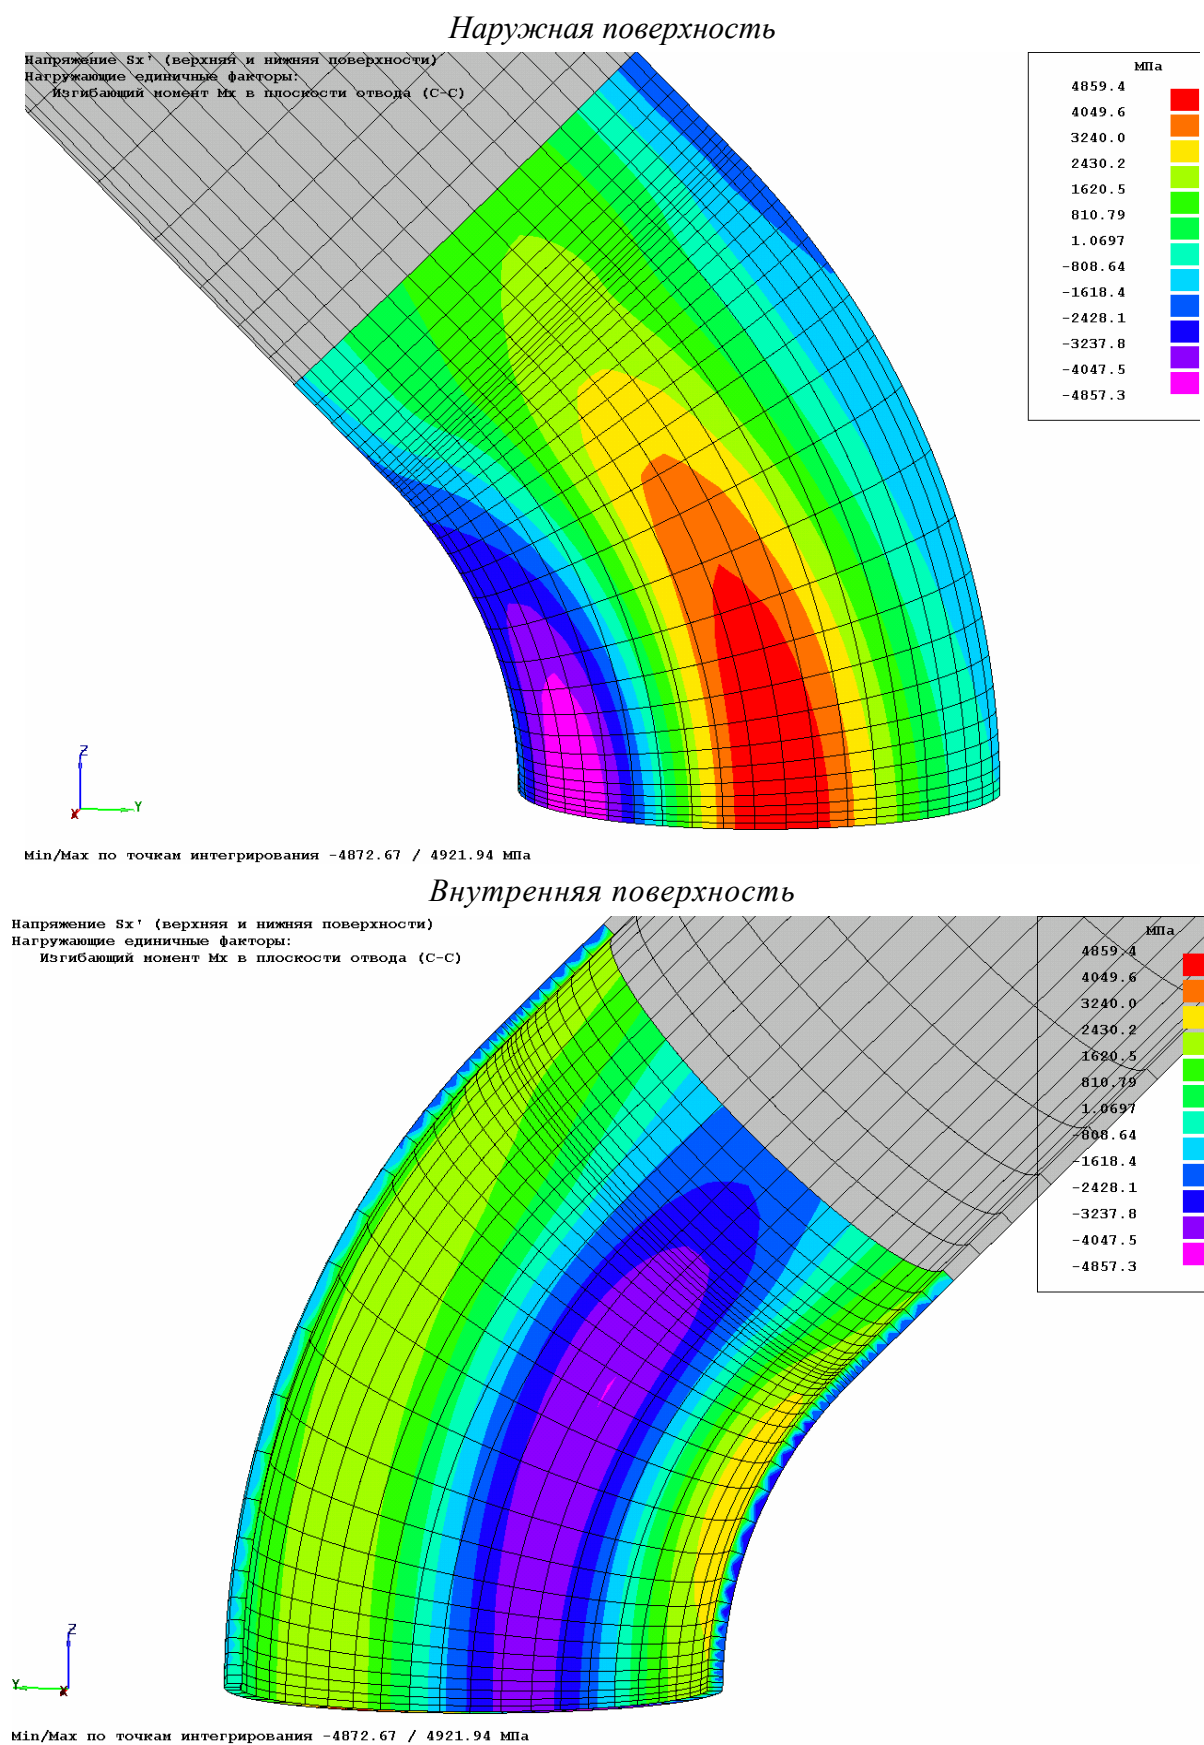 Наружная поверхность
Напряжение Sx' (верхняя и нижняя поверхности)
Нагружающие единичные факторы:
Изгибающий момент Mx в плоскости отвода (C-C)
МПа
4859.4
4049.6
3240.0
2430.2
1620.5
810.79
1.0697
-808.64
-1618.4
-2428.1
-3237.8
-4047.5
-4857.3
Z
Y
X
Min/Max по точкам интегрирования -4872.67 / 4921.94 МПа
Внутренняя поверхность
Напряжение Sx' (верхняя и нижняя поверхности)
Нагружающие единичные факторы:
Изгибающий момент Mx в плоскости отвода (C-C)
МПа
4859.4
4049.6
3240.0
2430.2
1620.5
810.79
1.0697
-808.64
-1618.4
-2428.1
-3237.8
-4047.5
-4857.3
Z
Y
X
Min/Max по точкам интегрирования -4872.67 / 4921.94 МПа